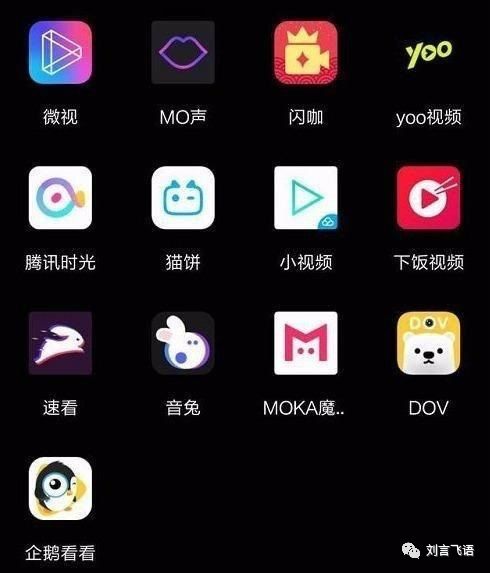 微视
MO声
闪咖
yoo视频
腾讯时光
猫饼
小视频
下饭视频
速看
音兔
MOKA魔..
DOV
企鹅看看
yoo
DOV
刘言飞语